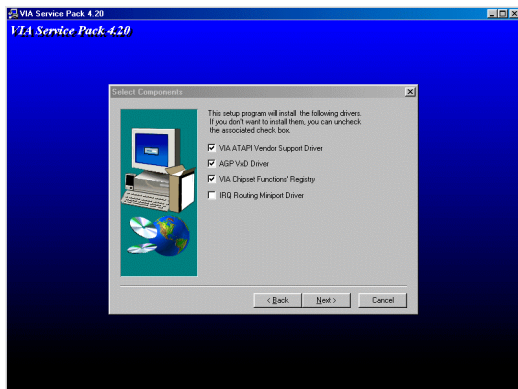 VIA Service Pack 4.20
VIA Service Pack 4.20
Select Components
This setup program will install the following drivers.
If you don't want to install them, you can uncheck
the associated check box.
VIA ATAPI Vendor Support Driver
AGP VxD Driver
VIA Chipset Functions' Registry
IRQ Routing Miniport Driver
< Back
Next >
Cancel